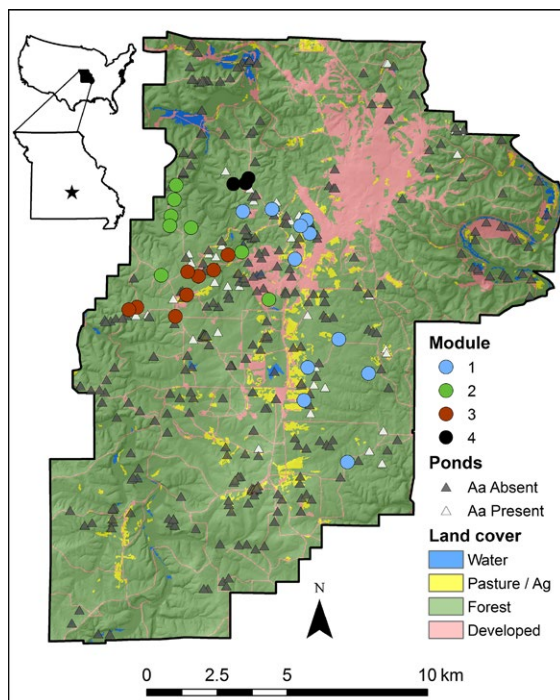 Module
1
2
3
4
Ponds
Aa Absent
Aa Present
Land cover
Water
Pasture / Ag
Forest
Developed
N
0 2.5 5 10 km